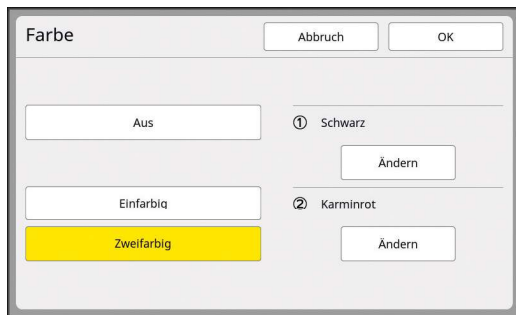 Farbe
Abbruch
OK
Aus
① Schwarz
Ändern
Einfarbig
② Karminrot
Zweifarbig
Ändern